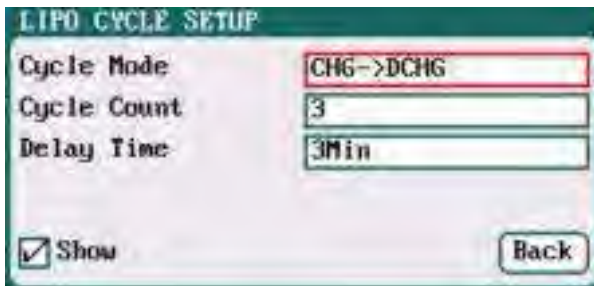 LIPO CYCLE SETUP
Cycle Mode CHG->DCHG
Cycle Count 3
Delay Time 3Min
Show Back